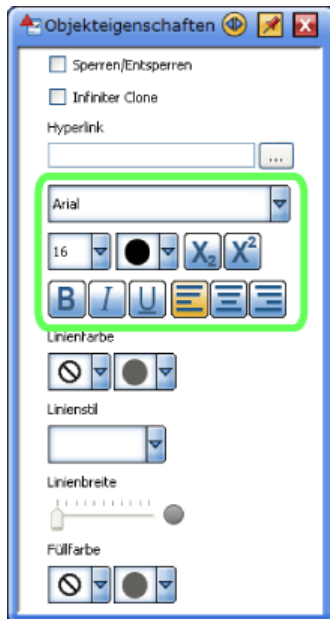 Objekteigenschaften
Sperren/Entsperren
Infiniter Clone
Hyperlink
...
Arial
16
X₂ X²
B I U
Linienfarbe
Linienstil
Linienbreite
Füllfarbe